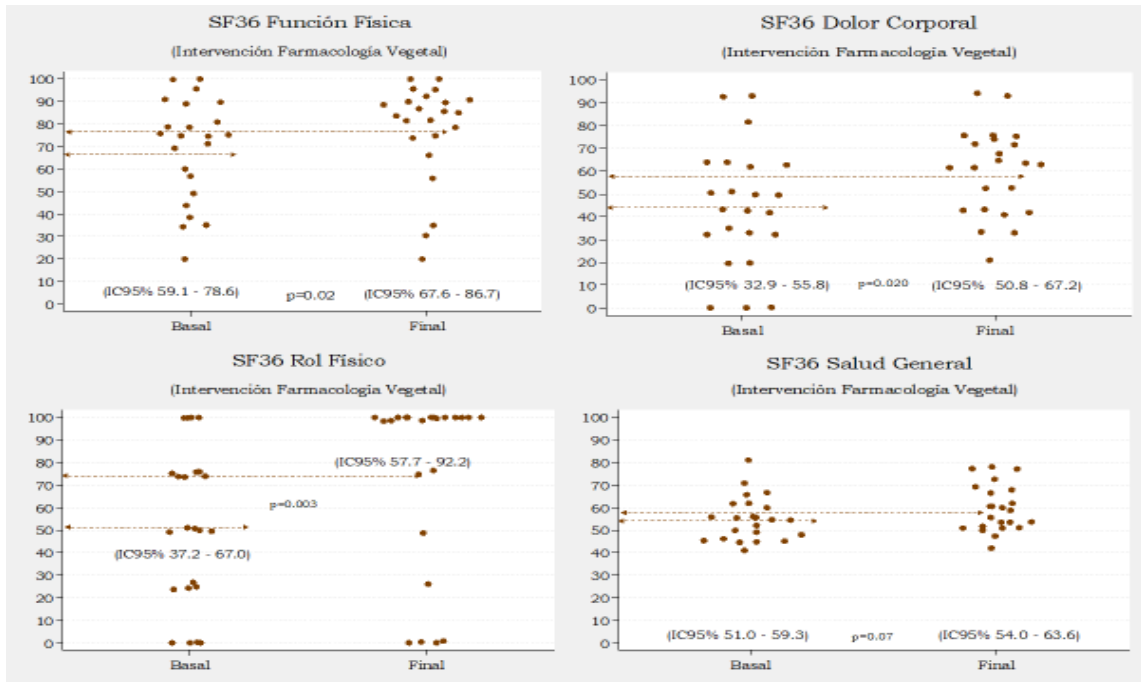 SF36 Función Física
(Intervención Farmacología Vegetal)
100
90
80
70
60
50
40
30
20
10
0
(IC95% 59.1 - 78.6)
p=0.02
(IC95% 67.6 - 86.7)
Basal
Final
SF36 Dolor Corporal
(Intervención Farmacología Vegetal)
100
90
80
70
60
50
40
30
20
10
0
(IC95% 32.9 - 55.8)
p=0.020
(IC95% 50.8 - 67.2)
Basal
Final
SF36 Rol Físico
(Intervención Farmacología Vegetal)
100
90
80
70
60
50
40
30
20
10
0
(IC95% 57.7 - 92.2)
p=0.003
(IC95% 37.2 - 67.0)
Basal
Final
SF36 Salud General
(Intervención Farmacología Vegetal)
100
90
80
70
60
50
40
30
20
10
0
(IC95% 51.0 - 59.3)
p=0.07
(IC95% 54.0 - 63.6)
Basal
Final